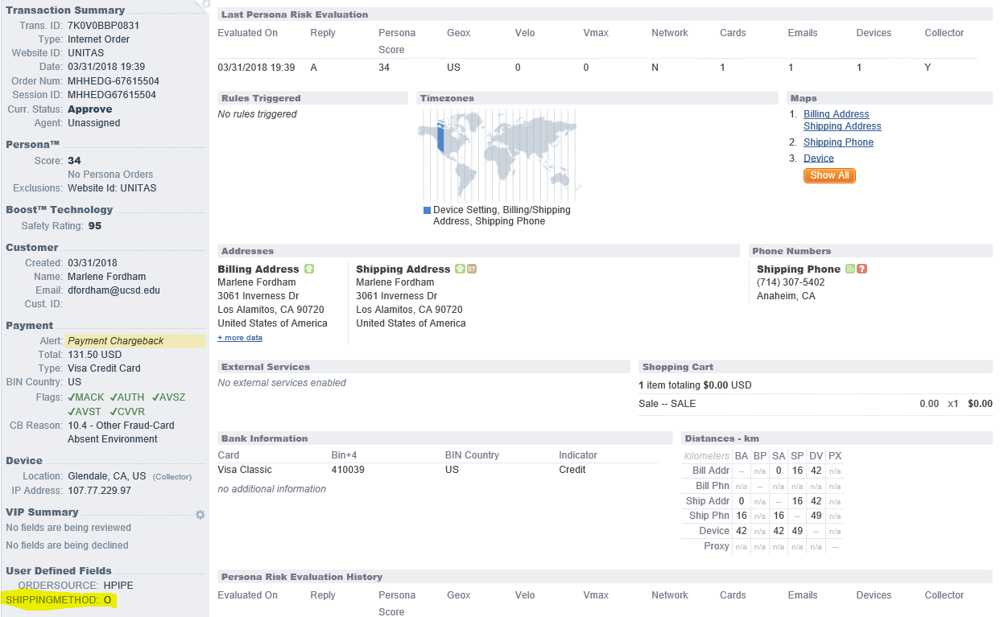 Transaction Summary
Trans. ID: 7K0V0BBP0831
Type: Internet Order
Website ID: UNITAS
Date: 03/31/2018 19:39
Order Num: MHHEDG-67615504
Session ID: MHHEDG67615504
Curr. Status: Approve
Agent: Unassigned
Persona™
Score: 34
No Persona Orders
Exclusions: Website Id: UNITAS
Boost™ Technology
Safety Rating: 95
Customer
Created: 03/31/2018
Name: Marlene Fordham
Email: dfordham@ucsd.edu
Cust. ID:
Payment
Alert: Payment Chargeback
Total: 131.50 USD
Type: Visa Credit Card
BIN Country: US
Flags: ✓MACK ✓AUTH ✓AVSZ
✓AVST ✓CVVR
CB Reason: 10.4 - Other Fraud-Card
Absent Environment
Device
Location: Glendale, CA, US (Collector)
IP Address: 107.77.229.97
VIP Summary
No fields are being reviewed
No fields are being declined
User Defined Fields
ORDERSOURCE: HPIPE
SHIPPINGMETHOD: O
Last Persona Risk Evaluation
Evaluated On Reply Persona Score Geox Velo Vmax Network Cards Emails Devices Collector
03/31/2018 19:39 A 34 US 0 0 N 1 1 1 Y
Rules Triggered
No rules triggered
Timezones
Device Setting, Billing/Shipping
Address, Shipping Phone
Maps
1. Billing Address
Shipping Address
2. Shipping Phone
3. Device
Show All
Addresses
Billing Address
Marlene Fordham
3061 Inverness Dr
Los Alamitos, CA 90720
United States of America
+ more data
Shipping Address ST
Marlene Fordham
3061 Inverness Dr
Los Alamitos, CA 90720
United States of America
Phone Numbers
Shipping Phone ?
(714) 307-5402
Anaheim, CA
External Services
No external services enabled
Shopping Cart
1 item totaling $0.00 USD
Sale -- SALE 0.00 x1 $0.00
Bank Information
Card Bin+4 BIN Country Indicator
Visa Classic 410039 US Credit
no additional information
Distances - km
kilometers BA BP SA SP DV PX
Bill Addr – n/a 0 16 42 n/a
Bill Phn n/a – n/a n/a n/a n/a
Ship Addr 0 n/a – 16 42 n/a
Ship Phn 16 n/a 16 – 49 n/a
Device 42 n/a 42 49 – n/a
Proxy n/a n/a n/a n/a n/a –
Persona Risk Evaluation History
Evaluated On Reply Persona Score Geox Velo Vmax Network Cards Emails Devices Collector